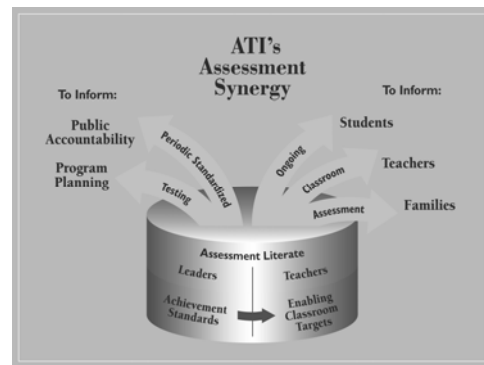 ATI's
Assessment
Synergy
To Inform:
Public
Accountability
Program
Planning
Periodic Standardized
Testing
To Inform:
Students
Teachers
Families
Ongoing
Classroom
Assessment
Assessment Literate
Leaders
Teachers
Achievement
Standards
Enabling
Classroom
Targets